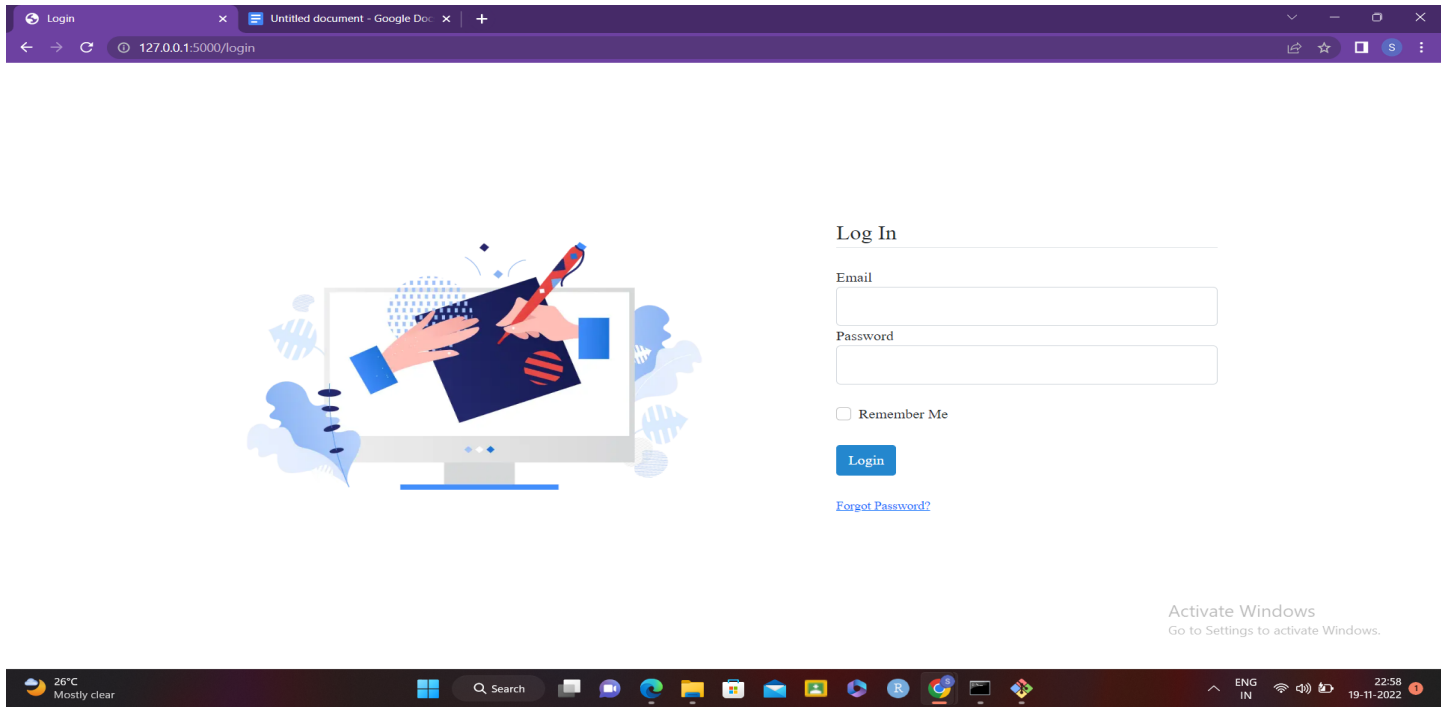 Login
Untitled document - Google Doc
127.0.0.1:5000/login
S
Log In
Email
Password
Remember Me
Login
Forgot Password?
Activate Windows
Go to Settings to activate Windows.
26°C
Mostly clear
Search
R
S
ENG
IN
22:58
19-11-2022
1